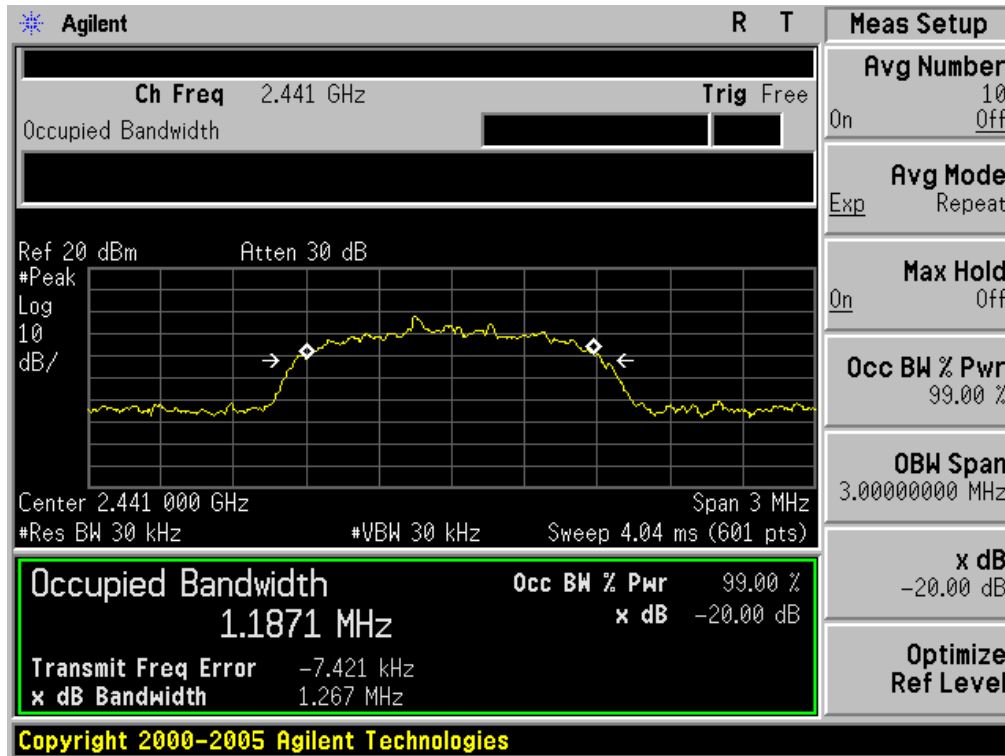 Agilent R T Meas Setup
Ch Freq 2.441 GHz Trig Free
Occupied Bandwidth
Avg Number
10
On Off
Avg Mode
Exp Repeat
Max Hold
On Off
Occ BW % Pwr
99.00 %
OBW Span
3.00000000 MHz
x dB
-20.00 dB
Optimize
Ref Level
Ref 20 dBm Atten 30 dB
#Peak
Log
10
dB/
Center 2.441 000 GHz Span 3 MHz
#Res BW 30 kHz #VBW 30 kHz Sweep 4.04 ms (601 pts)
Occupied Bandwidth Occ BW % Pwr 99.00 %
1.1871 MHz x dB -20.00 dB
Transmit Freq Error -7.421 kHz
x dB Bandwidth 1.267 MHz
Copyright 2000-2005 Agilent Technologies